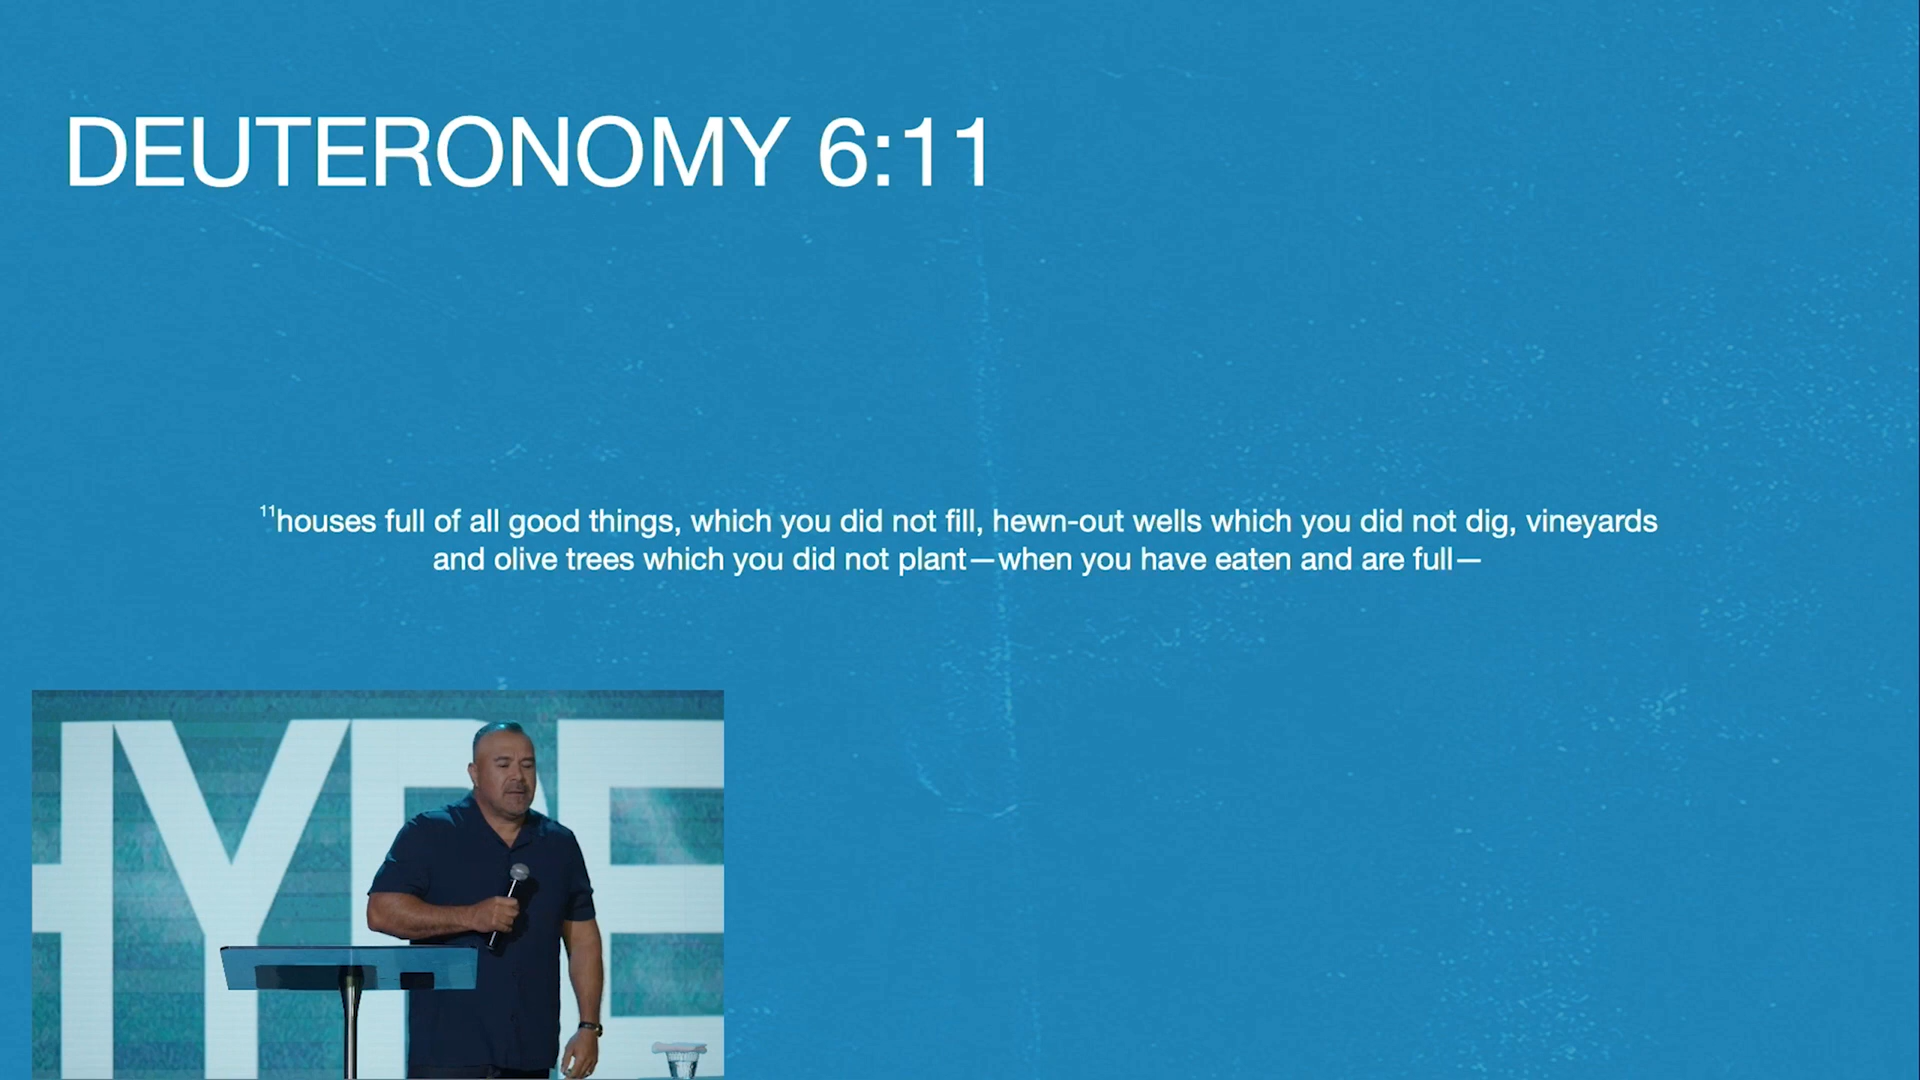 DEUTERONOMY 6:11
11houses full of all good things, which you did not fill, hewn-out wells which you did not dig, vineyards
and olive trees which you did not plant—when you have eaten and are full—
HYPE